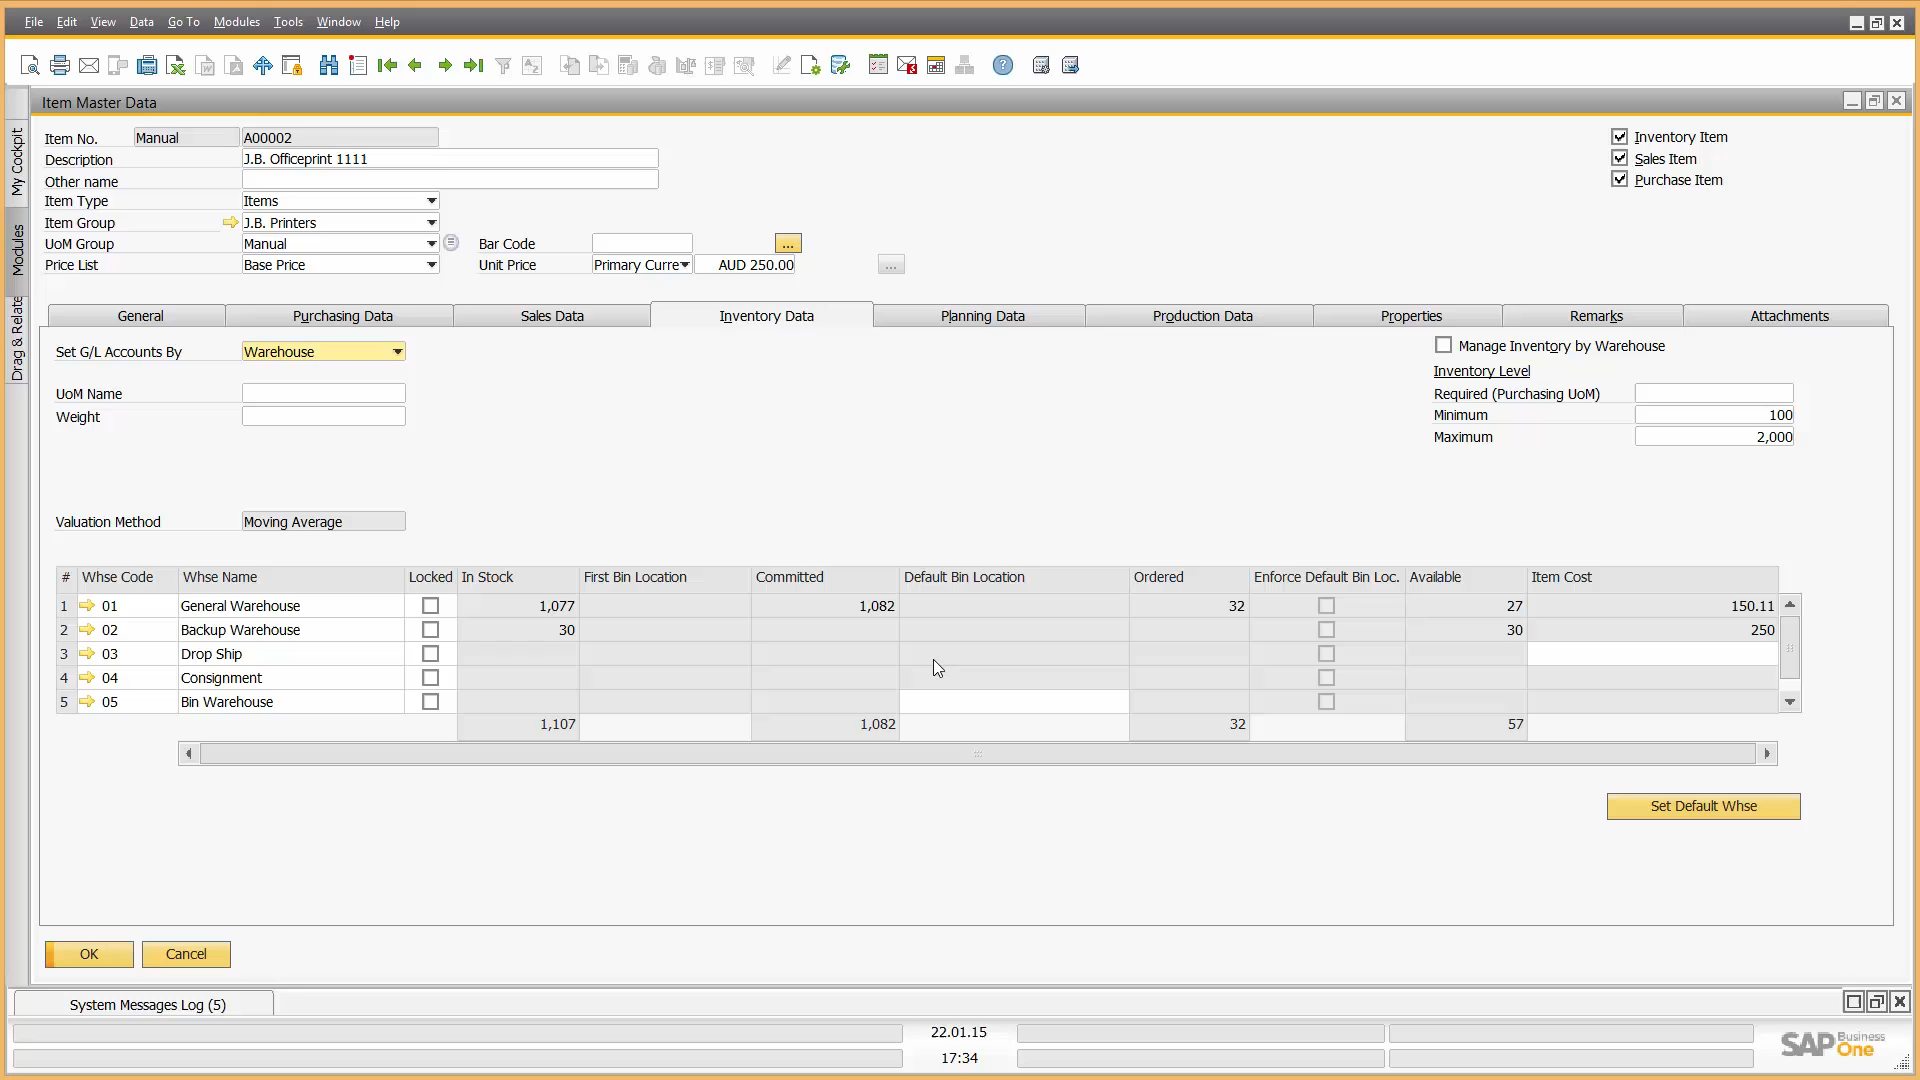 File Edit View Data Go To Modules Tools Window Help
Item Master Data
My Cockpit
Modules
Drag & Relate
Item No. Manual A00002
Description J.B. Officeprint 1111
Other name
Item Type Items
Item Group J.B. Printers
UoM Group Manual Bar Code ...
Price List Base Price Unit Price Primary Curre AUD 250.00 ...
Inventory Item
Sales Item
Purchase Item
General Purchasing Data Sales Data Inventory Data Planning Data Production Data Properties Remarks Attachments
Set G/L Accounts By Warehouse
UoM Name
Weight
Manage Inventory by Warehouse
Inventory Level
Required (Purchasing UoM)
Minimum 100
Maximum 2,000
Valuation Method Moving Average
# Whse Code Whse Name Locked In Stock First Bin Location Committed Default Bin Location Ordered Enforce Default Bin Loc. Available Item Cost
1 01 General Warehouse 1,077 1,082 32 27 150.11
2 02 Backup Warehouse 30 30 250
3 03 Drop Ship
4 04 Consignment
5 05 Bin Warehouse
1,107 1,082 32 57
Set Default Whse
OK Cancel
System Messages Log (5)
22.01.15
17:34
SAP Business One